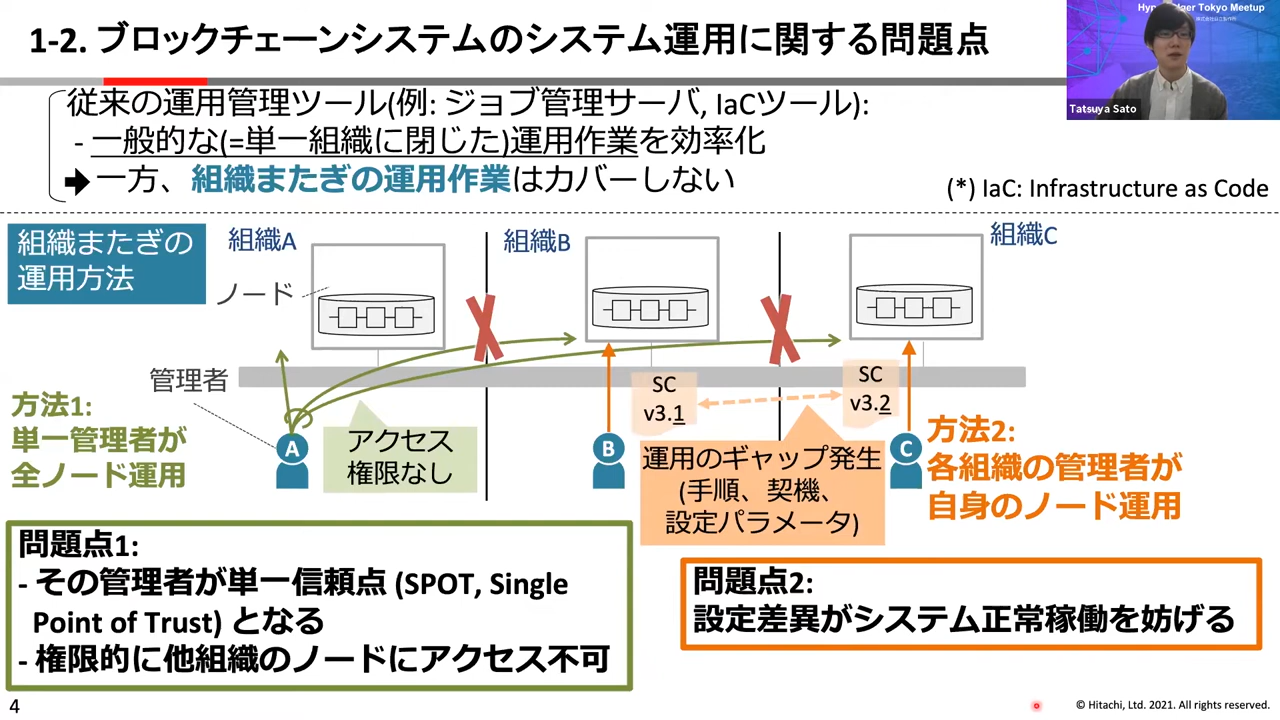 1-2. ブロックチェーンシステムのシステム運用に関する問題点
Hyp
dger Tokyo Meetup
Tatsuya Sato
従来の運用管理ツール(例: ジョブ管理サーバ, IaCツール):
- 一般的な(=単一組織に閉じた)運用作業を効率化
一方、組織またぎの運用作業はカバーしない
(*) IaC: Infrastructure as Code
組織またぎの
運用方法
組織A
組織B
組織C
ノード
管理者
方法1:
単一管理者が
全ノード運用
A
アクセス
権限なし
B
SC
v3.1
SC
v3.2
運用のギャップ発生
(手順、契機、
設定パラメータ)
C
方法2:
各組織の管理者が
自身のノード運用
問題点1:
- その管理者が単一信頼点 (SPOT, Single
Point of Trust) となる
- 権限的に他組織のノードにアクセス不可
問題点2:
設定差異がシステム正常稼働を妨げる
4
© Hitachi, Ltd. 2021. All rights reserved.